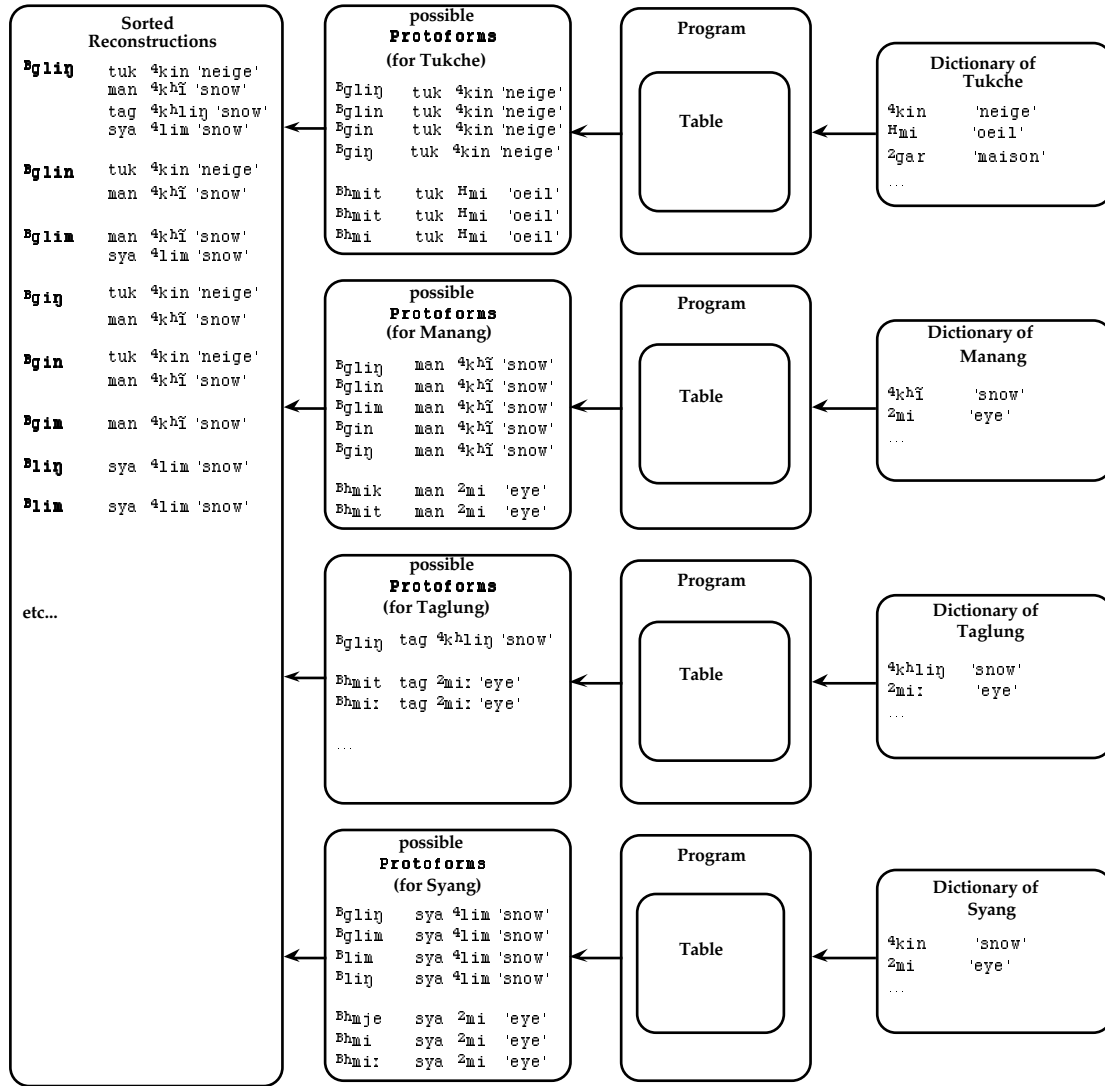 Sorted
Reconstructions
ᴮgliŋ tuk ⁴kin 'neige'
man ⁴kʰĩ 'snow'
tag ⁴kʰliŋ 'snow'
sya ⁴lim 'snow'
ᴮglin tuk ⁴kin 'neige'
man ⁴kʰĩ 'snow'
ᴮglim man ⁴kʰĩ 'snow'
sya ⁴lim 'snow'
ᴮgiŋ tuk ⁴kin 'neige'
man ⁴kʰĩ 'snow'
ᴮgin tuk ⁴kin 'neige'
man ⁴kʰĩ 'snow'
ᴮgim man ⁴kʰĩ 'snow'
ᴮliŋ sya ⁴lim 'snow'
ᴮlim sya ⁴lim 'snow'
etc...
possible
Protoforms
(for Tukche)
ᴮgliŋ tuk ⁴kin 'neige'
ᴮglin tuk ⁴kin 'neige'
ᴮgin tuk ⁴kin 'neige'
ᴮgiŋ tuk ⁴kin 'neige'
ᴮʰmit tuk ᴴmi 'oeil'
ᴮʰmit tuk ᴴmi 'oeil'
ᴮʰmi tuk ᴴmi 'oeil'
Program
Table
Dictionary of
Tukche
⁴kin 'neige'
ᴴmi 'oeil'
²gar 'maison'
...
possible
Protoforms
(for Manang)
ᴮgliŋ man ⁴kʰĩ 'snow'
ᴮglin man ⁴kʰĩ 'snow'
ᴮglim man ⁴kʰĩ 'snow'
ᴮgin man ⁴kʰĩ 'snow'
ᴮgiŋ man ⁴kʰĩ 'snow'
ᴮʰmik man ²mi 'eye'
ᴮʰmit man ²mi 'eye'
Program
Table
Dictionary of
Manang
⁴kʰĩ 'snow'
²mi 'eye'
...
possible
Protoforms
(for Taglung)
ᴮgliŋ tag ⁴kʰliŋ 'snow'
ᴮʰmit tag ²miː 'eye'
ᴮʰmiː tag ²miː 'eye'
...
Program
Table
Dictionary of
Taglung
⁴kʰliŋ 'snow'
²miː 'eye'
...
possible
Protoforms
(for Syang)
ᴮgliŋ sya ⁴lim 'snow'
ᴮglim sya ⁴lim 'snow'
ᴮlim sya ⁴lim 'snow'
ᴮliŋ sya ⁴lim 'snow'
ᴮʰmje sya ²mi 'eye'
ᴮʰmi sya ²mi 'eye'
ᴮʰmiː sya ²mi 'eye'
Program
Table
Dictionary of
Syang
⁴kin 'snow'
²mi 'eye'
...